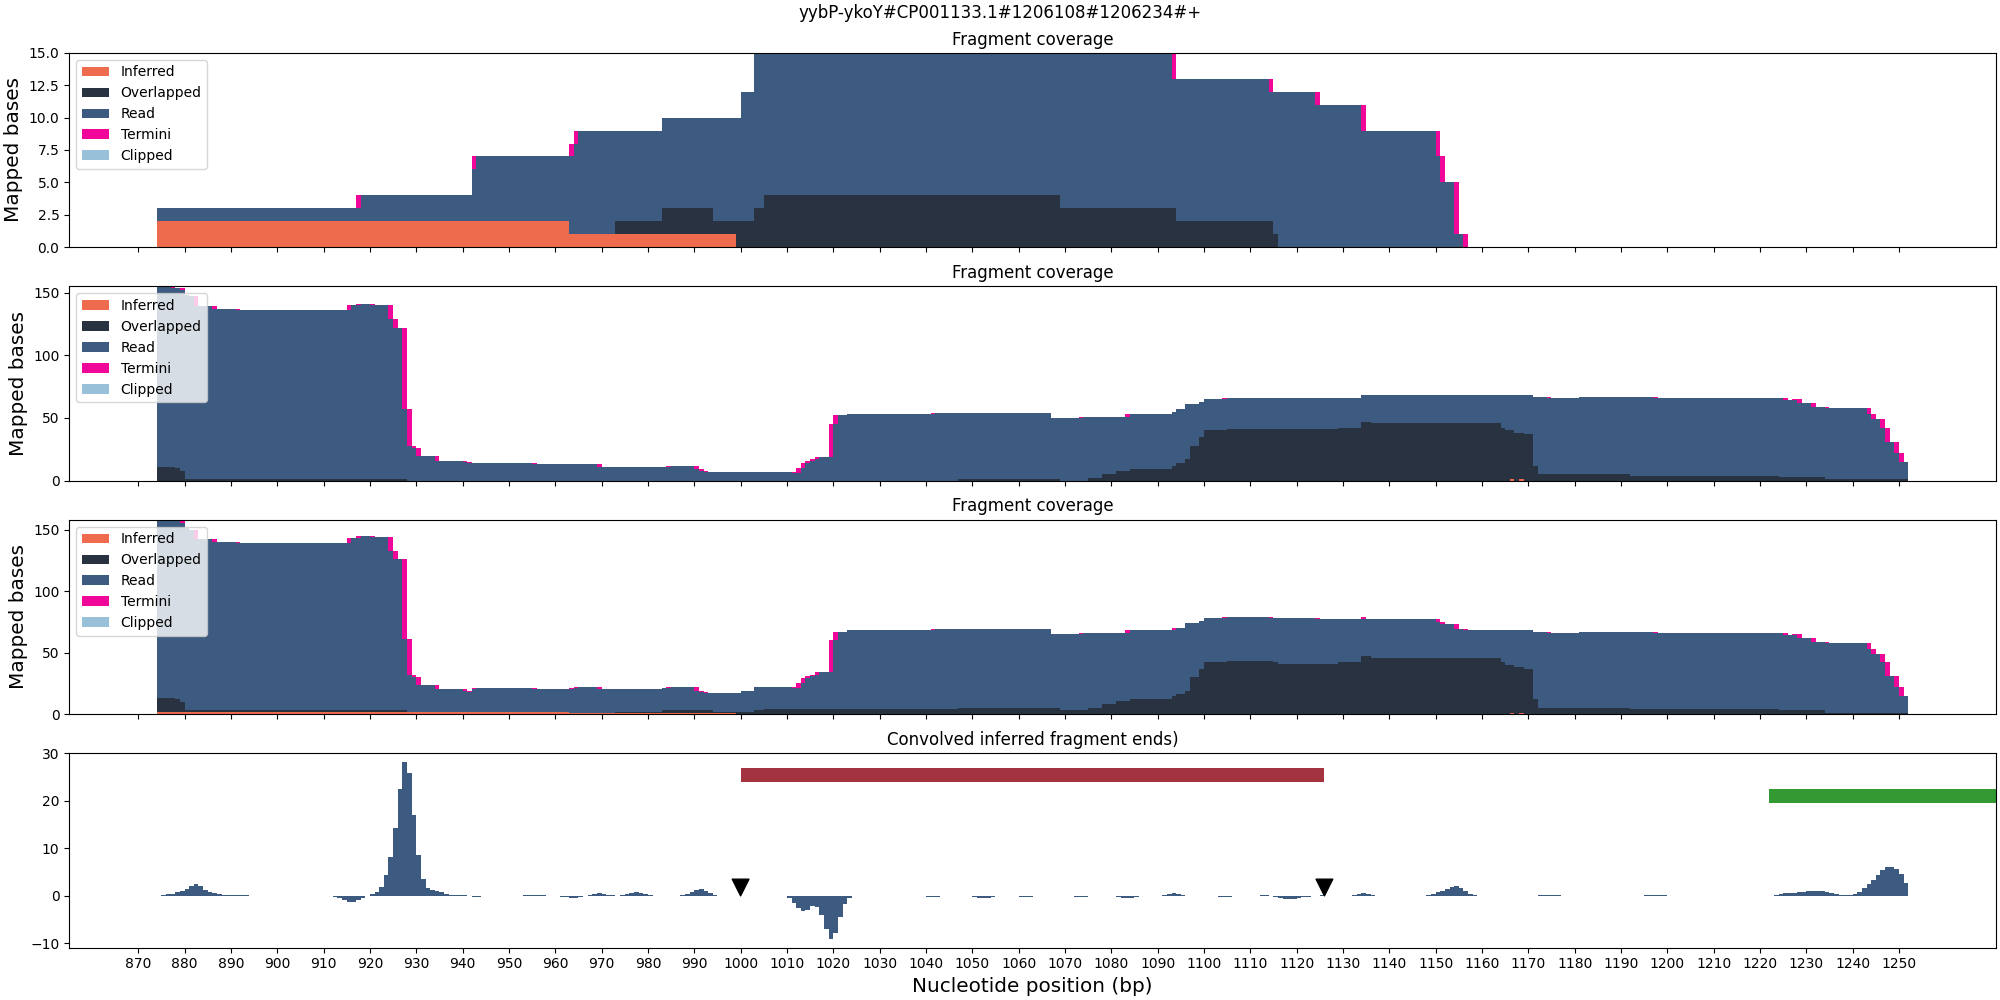 yybP-ykoY#CP001133.1#1206108#1206234#+
Fragment coverage
Mapped bases
15.0
12.5
10.0
7.5
5.0
2.5
0.0
Inferred
Overlapped
Read
Termini
Clipped
Fragment coverage
Mapped bases
150
100
50
0
Inferred
Overlapped
Read
Termini
Clipped
Fragment coverage
Mapped bases
150
100
50
0
Inferred
Overlapped
Read
Termini
Clipped
Convolved inferred fragment ends)
30
20
10
0
−10
870 880 890 900 910 920 930 940 950 960 970 980 990 1000 1010 1020 1030 1040 1050 1060 1070 1080 1090 1100 1110 1120 1130 1140 1150 1160 1170 1180 1190 1200 1210 1220 1230 1240 1250
Nucleotide position (bp)